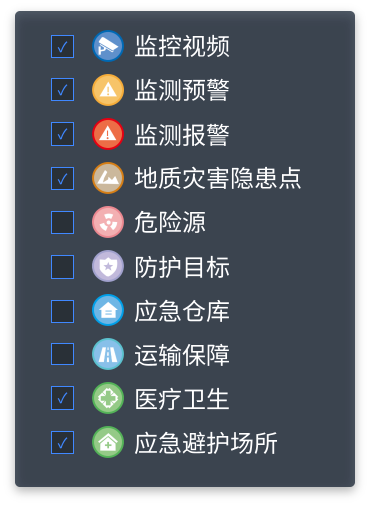 监控视频
监测预警
监测报警
地质灾害隐患点
危险源
防护目标
应急仓库
运输保障
医疗卫生
应急避护场所